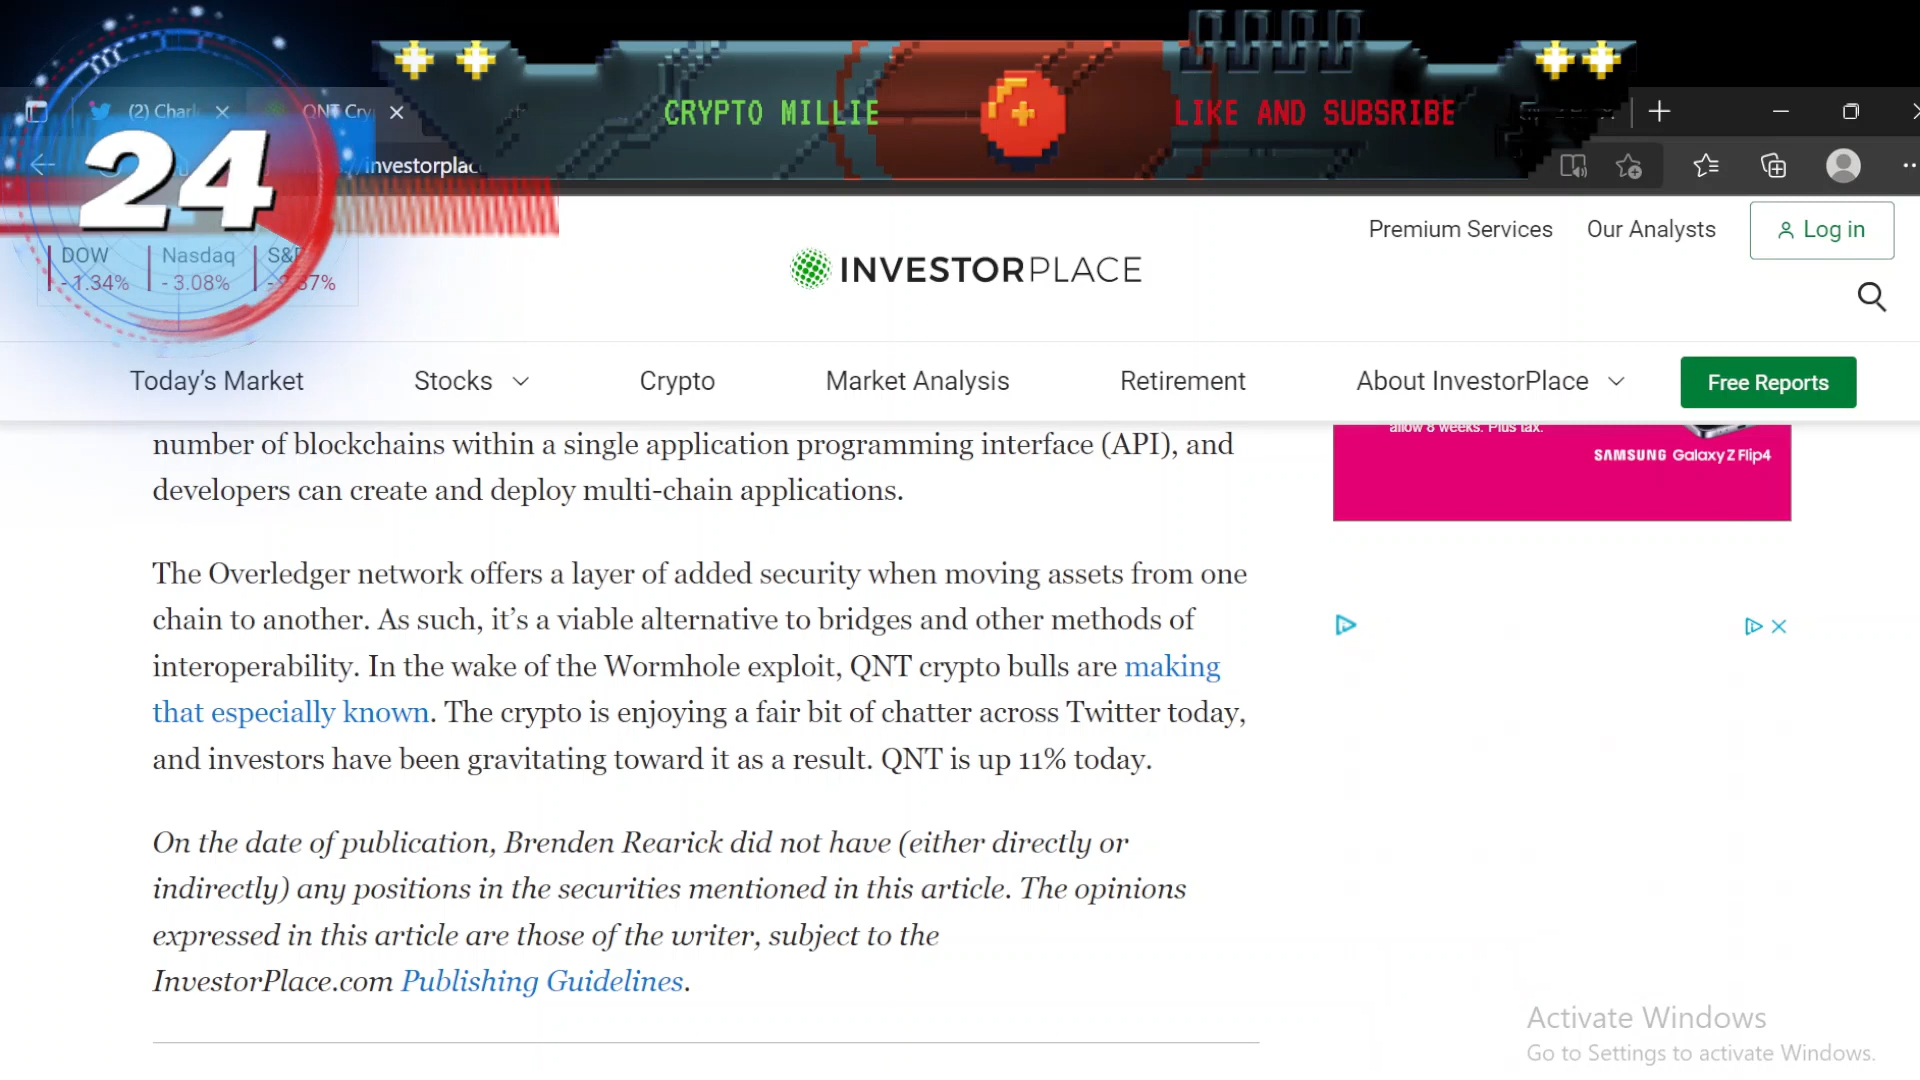 CRYPTO MILLIE
LIKE AND SUBSRIBE
(2) Charl
QNT Cry
24
/investorplac
Premium Services
Our Analysts
Log in
DOW
- 1.34%
Nasdaq
- 3.08%
INVESTORPLACE
Today’s Market
Stocks
Crypto
Market Analysis
Retirement
About InvestorPlace
Free Reports
number of blockchains within a single application programming interface (API), and
developers can create and deploy multi-chain applications.
The Overledger network offers a layer of added security when moving assets from one
chain to another. As such, it’s a viable alternative to bridges and other methods of
interoperability. In the wake of the Wormhole exploit, QNT crypto bulls are making
that especially known. The crypto is enjoying a fair bit of chatter across Twitter today,
and investors have been gravitating toward it as a result. QNT is up 11% today.
On the date of publication, Brenden Rearick did not have (either directly or
indirectly) any positions in the securities mentioned in this article. The opinions
expressed in this article are those of the writer, subject to the
InvestorPlace.com Publishing Guidelines.
allow 8 weeks. Plus tax.
SAMSUNG Galaxy Z Flip4
Activate Windows
Go to Settings to activate Windows.